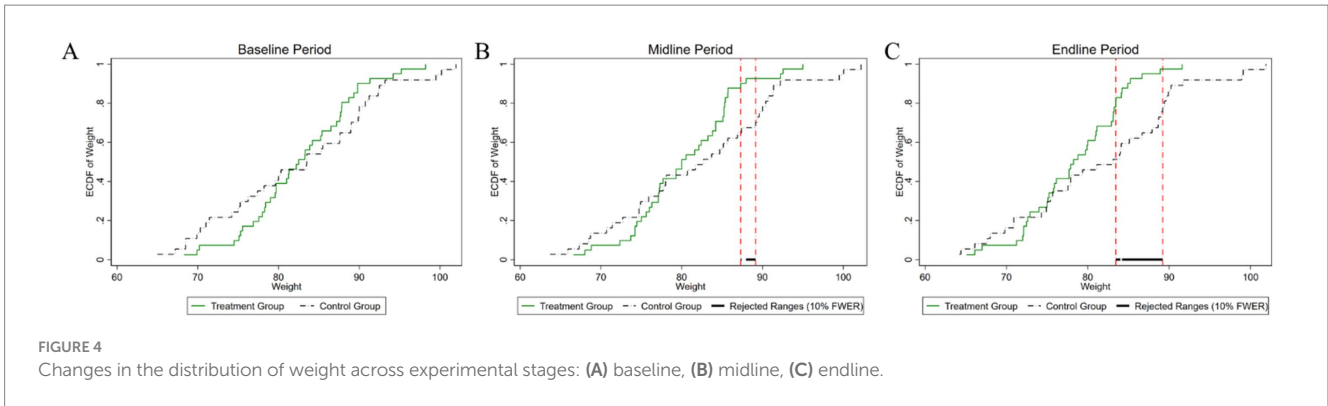 A
Baseline Period
ECDF of Weight
1
.8
.6
.4
.2
0
60 70 80 90 100
Weight
Treatment Group Control Group
B
Midline Period
ECDF of Weight
1
.8
.6
.4
.2
0
60 70 80 90 100
Weight
Treatment Group Control Group Rejected Ranges (10% FWER)
C
Endline Period
ECDF of Weight
1
.8
.6
.4
.2
0
60 70 80 90 100
Weight
Treatment Group Control Group Rejected Ranges (10% FWER)
FIGURE 4
Changes in the distribution of weight across experimental stages: (A) baseline, (B) midline, (C) endline.